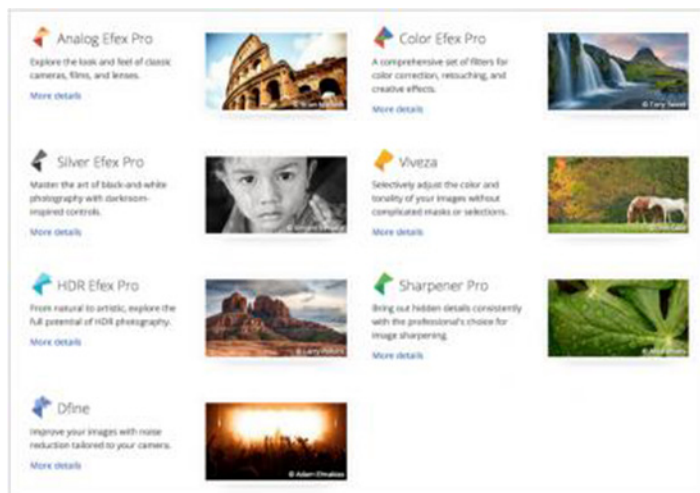 Analog Efex Pro
Explore the look and feel of classic
cameras, films, and lenses.
More details
Color Efex Pro
A comprehensive set of filters for
color correction, retouching, and
creative effects.
More details
© Tony Sweet
Silver Efex Pro
Master the art of black-and-white
photography with darkroom-
inspired controls.
More details
Viveza
Selectively adjust the color and
tonality of your images without
complicated masks or selections.
More details
HDR Efex Pro
From natural to artistic, explore the
full potential of HDR photography.
More details
Sharpener Pro
Bring out hidden details consistently
with the professional's choice for
image sharpening.
More details
Dfine
Improve your images with noise
reduction tailored to your camera.
More details
© Adam Elmakias